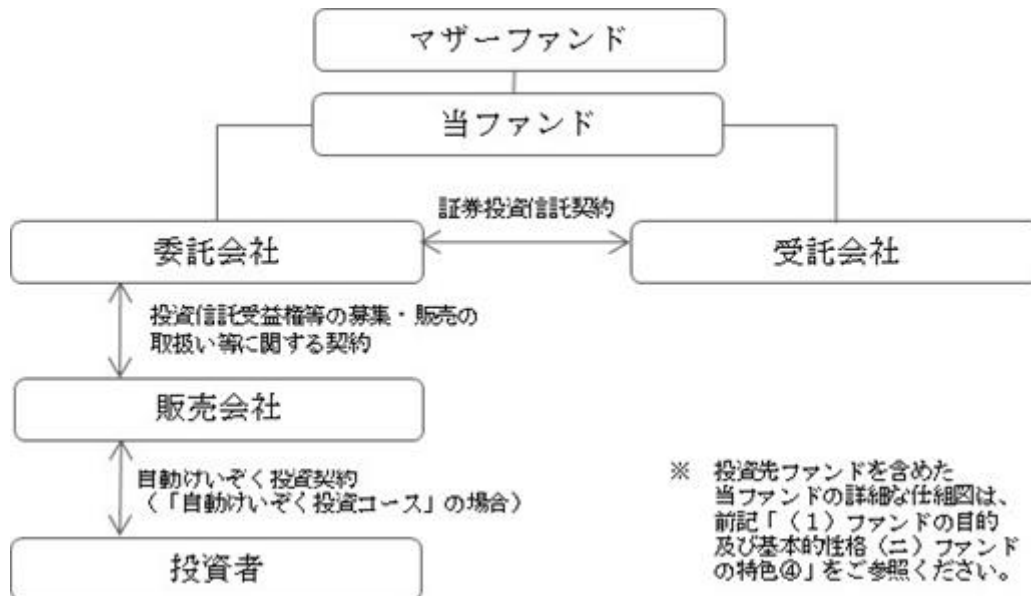 マザーファンド
当ファンド
証券投資信託契約
委託会社
受託会社
投資信託受益権等の募集・販売の
取扱い等に関する契約
販売会社
自動けいぞく投資契約
（「自動けいぞく投資コース」の場合）
投資者
※ 投資先ファンドを含めた
当ファンドの詳細な仕組図は、
前記「（１）ファンドの目的
及び基本的性格（ニ）ファンド
の特色④」をご参照ください。